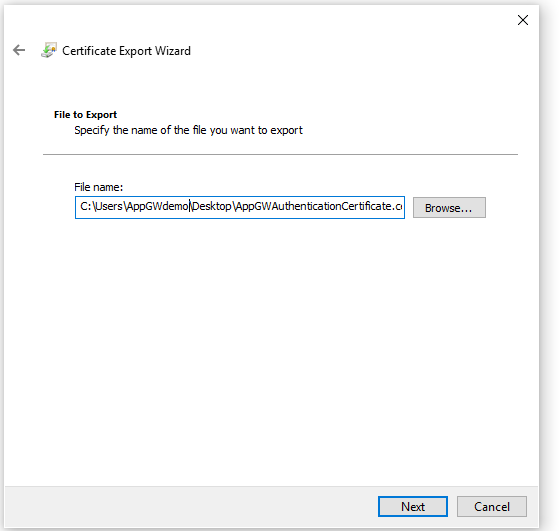 Certificate Export Wizard
File to Export
Specify the name of the file you want to export
File name:
C:\Users\AppGWdemo\Desktop\AppGWAuthenticationCertificate.ce
Browse...
Next
Cancel